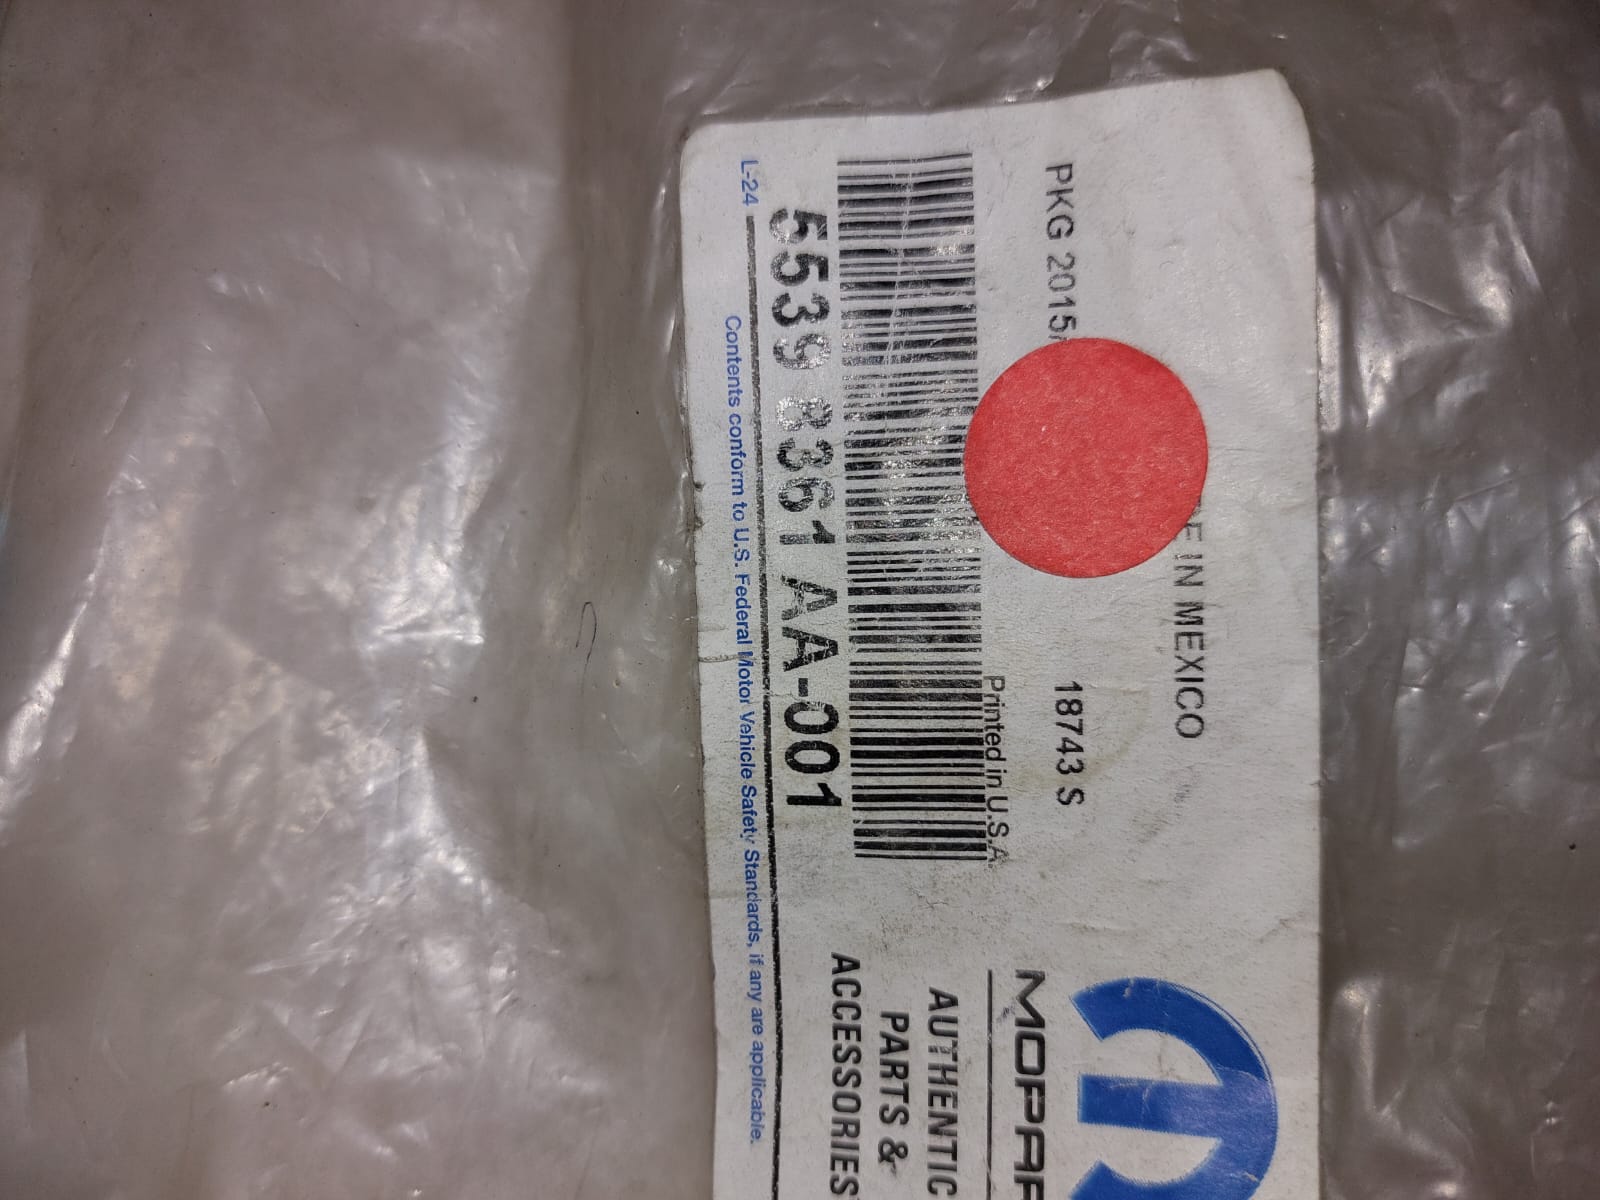 E IN MEXICO
PKG 2015
18743 S
Printed in U.S.A.
5539 8361 AA-001
L-24
Contents conform to U.S. Federal Motor Vehicle Safety Standards, if any are applicable.
MOPAR
AUTHENTIC
PARTS &
ACCESSORIES